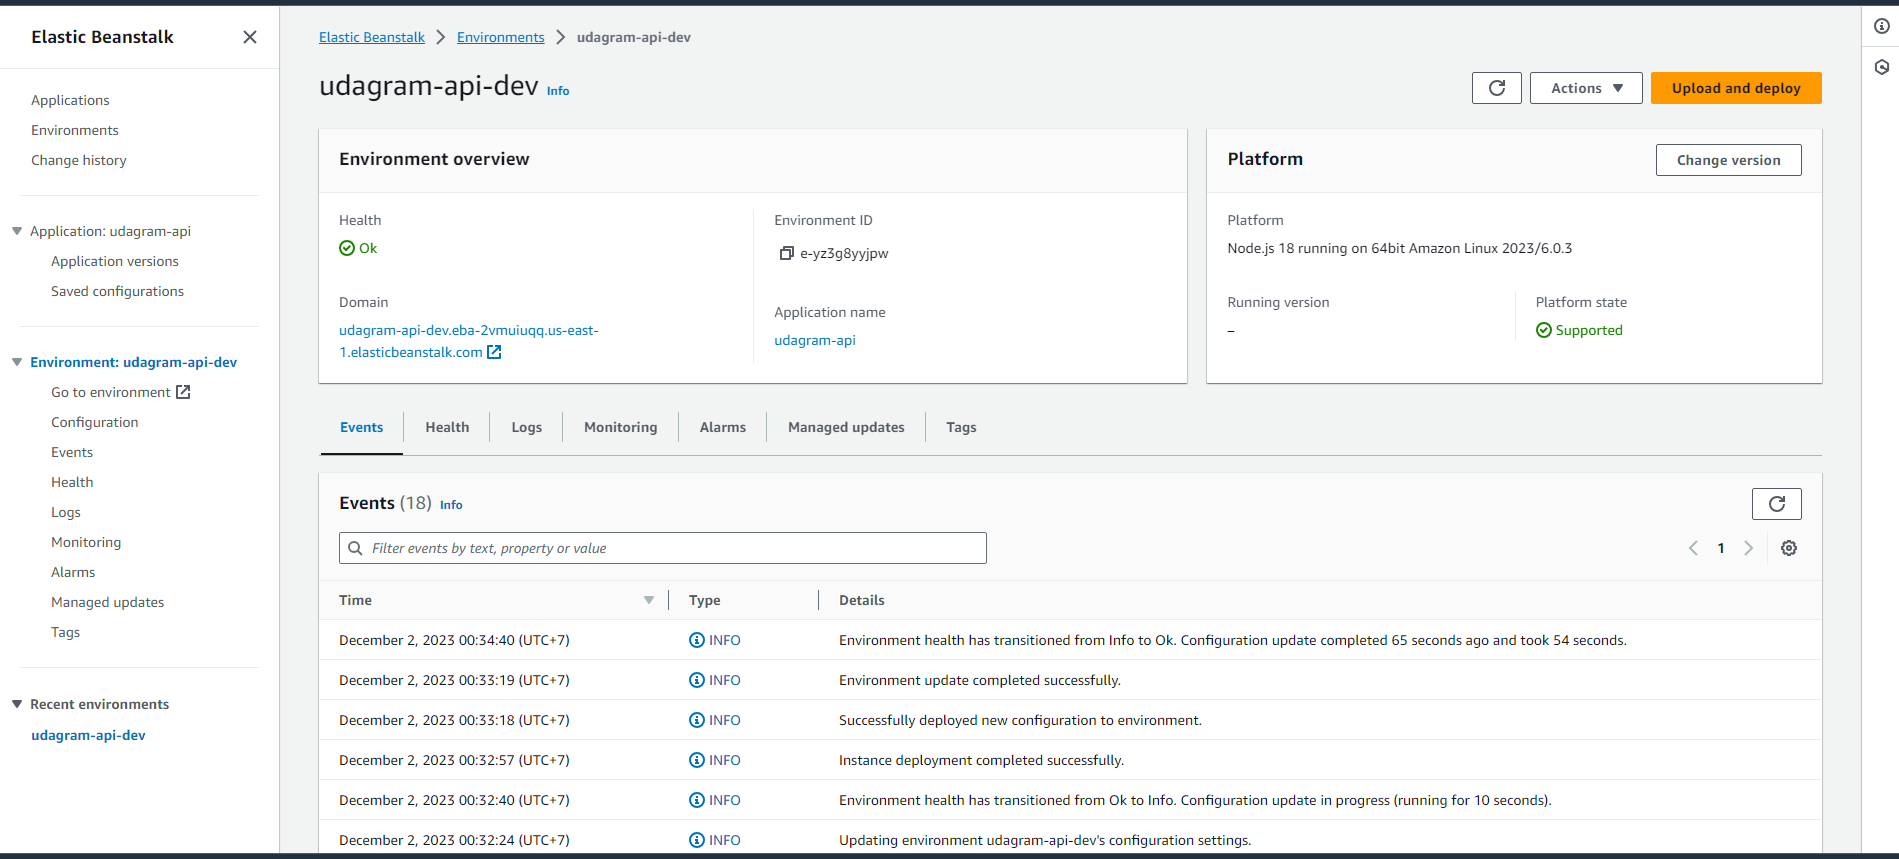 Elastic Beanstalk
Applications
Environments
Change history
Application: udagram-api
Application versions
Saved configurations
Environment: udagram-api-dev
Go to environment
Configuration
Events
Health
Logs
Monitoring
Alarms
Managed updates
Tags
Recent environments
udagram-api-dev
Elastic Beanstalk > Environments > udagram-api-dev
udagram-api-dev Info
Actions
Upload and deploy
Environment overview
Health
Ok
Domain
udagram-api-dev.eba-2vmuiuqq.us-east-
1.elasticbeanstalk.com
Environment ID
e-yz3g8yyjpw
Application name
udagram-api
Platform
Change version
Platform
Node.js 18 running on 64bit Amazon Linux 2023/6.0.3
Running version
–
Platform state
Supported
Events Health Logs Monitoring Alarms Managed updates Tags
Events (18) Info
Filter events by text, property or value
1
Time Type Details
December 2, 2023 00:34:40 (UTC+7) INFO Environment health has transitioned from Info to Ok. Configuration update completed 65 seconds ago and took 54 seconds.
December 2, 2023 00:33:19 (UTC+7) INFO Environment update completed successfully.
December 2, 2023 00:33:18 (UTC+7) INFO Successfully deployed new configuration to environment.
December 2, 2023 00:32:57 (UTC+7) INFO Instance deployment completed successfully.
December 2, 2023 00:32:40 (UTC+7) INFO Environment health has transitioned from Ok to Info. Configuration update in progress (running for 10 seconds).
December 2, 2023 00:32:24 (UTC+7) INFO Updating environment udagram-api-dev's configuration settings.